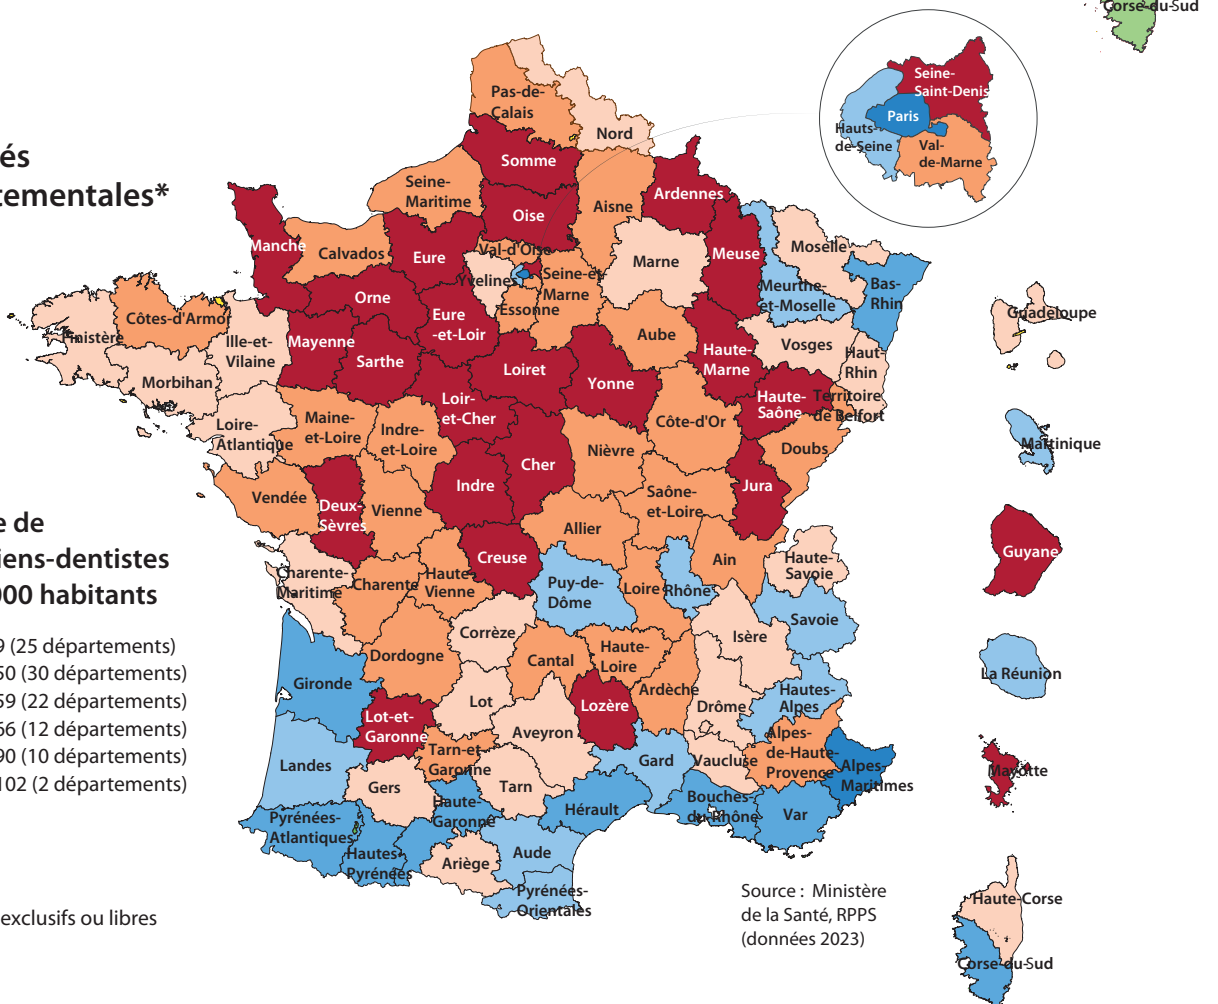 Corse-du-Sud
és
tementales*
Seine-
Saint-Denis
Paris
Hauts-
de-Seine
Val-
de-Marne
Pas-de-
Calais
Nord
Somme
Seine-
Maritime
Oise
Aisne
Ardennes
Manche
Calvados
Eure
Val-d'Oise
Marne
Meuse
Moselle
Yvelines
Seine-et-
Marne
Essonne
Meurthe-
et-Moselle
Bas-
Rhin
Orne
Côtes-d'Armor
Finistère
Ille-et-
Vilaine
Mayenne
Sarthe
Eure
-et-Loir
Aube
Haute-
Marne
Vosges
Haut-
Rhin
Guadeloupe
Morbihan
Loiret
Yonne
Loir-
et-Cher
Haute-
Saône
Territoire
de Belfort
Loire-
Atlantique
Maine-
et-Loire
Indre-
et-Loire
Côte-d'Or
Nièvre
Doubs
Martinique
Cher
Indre
Jura
Vendée
Deux-
Sèvres
Vienne
Saône-
et-Loire
e de
iens-dentistes
000 habitants
Allier
Creuse
Ain
Haute-
Savoie
Guyane
Charente-
Maritime
Charente
Haute-
Vienne
Puy-de-
Dôme
Loire
Rhône
Savoie
9 (25 départements)
50 (30 départements)
59 (22 départements)
66 (12 départements)
90 (10 départements)
102 (2 départements)
Corrèze
Isère
Dordogne
Cantal
Haute-
Loire
La Réunion
Gironde
Lot
Lozère
Ardèche
Drôme
Hautes-
Alpes
Lot-et-
Garonne
Aveyron
Tarn-et-
Garonne
Alpes-
de-Haute-
Provence
Landes
Gers
Tarn
Gard
Vaucluse
Alpes-
Maritimes
Mayotte
Haute-
Garonne
Hérault
Bouches-
du-Rhône
Var
Pyrénées-
Atlantiques
Hautes-
Pyrénées
Ariège
Aude
Pyrénées-
Orientales
exclusifs ou libres
Source : Ministère
de la Santé, RPPS
(données 2023)
Haute-Corse
Corse-du-Sud